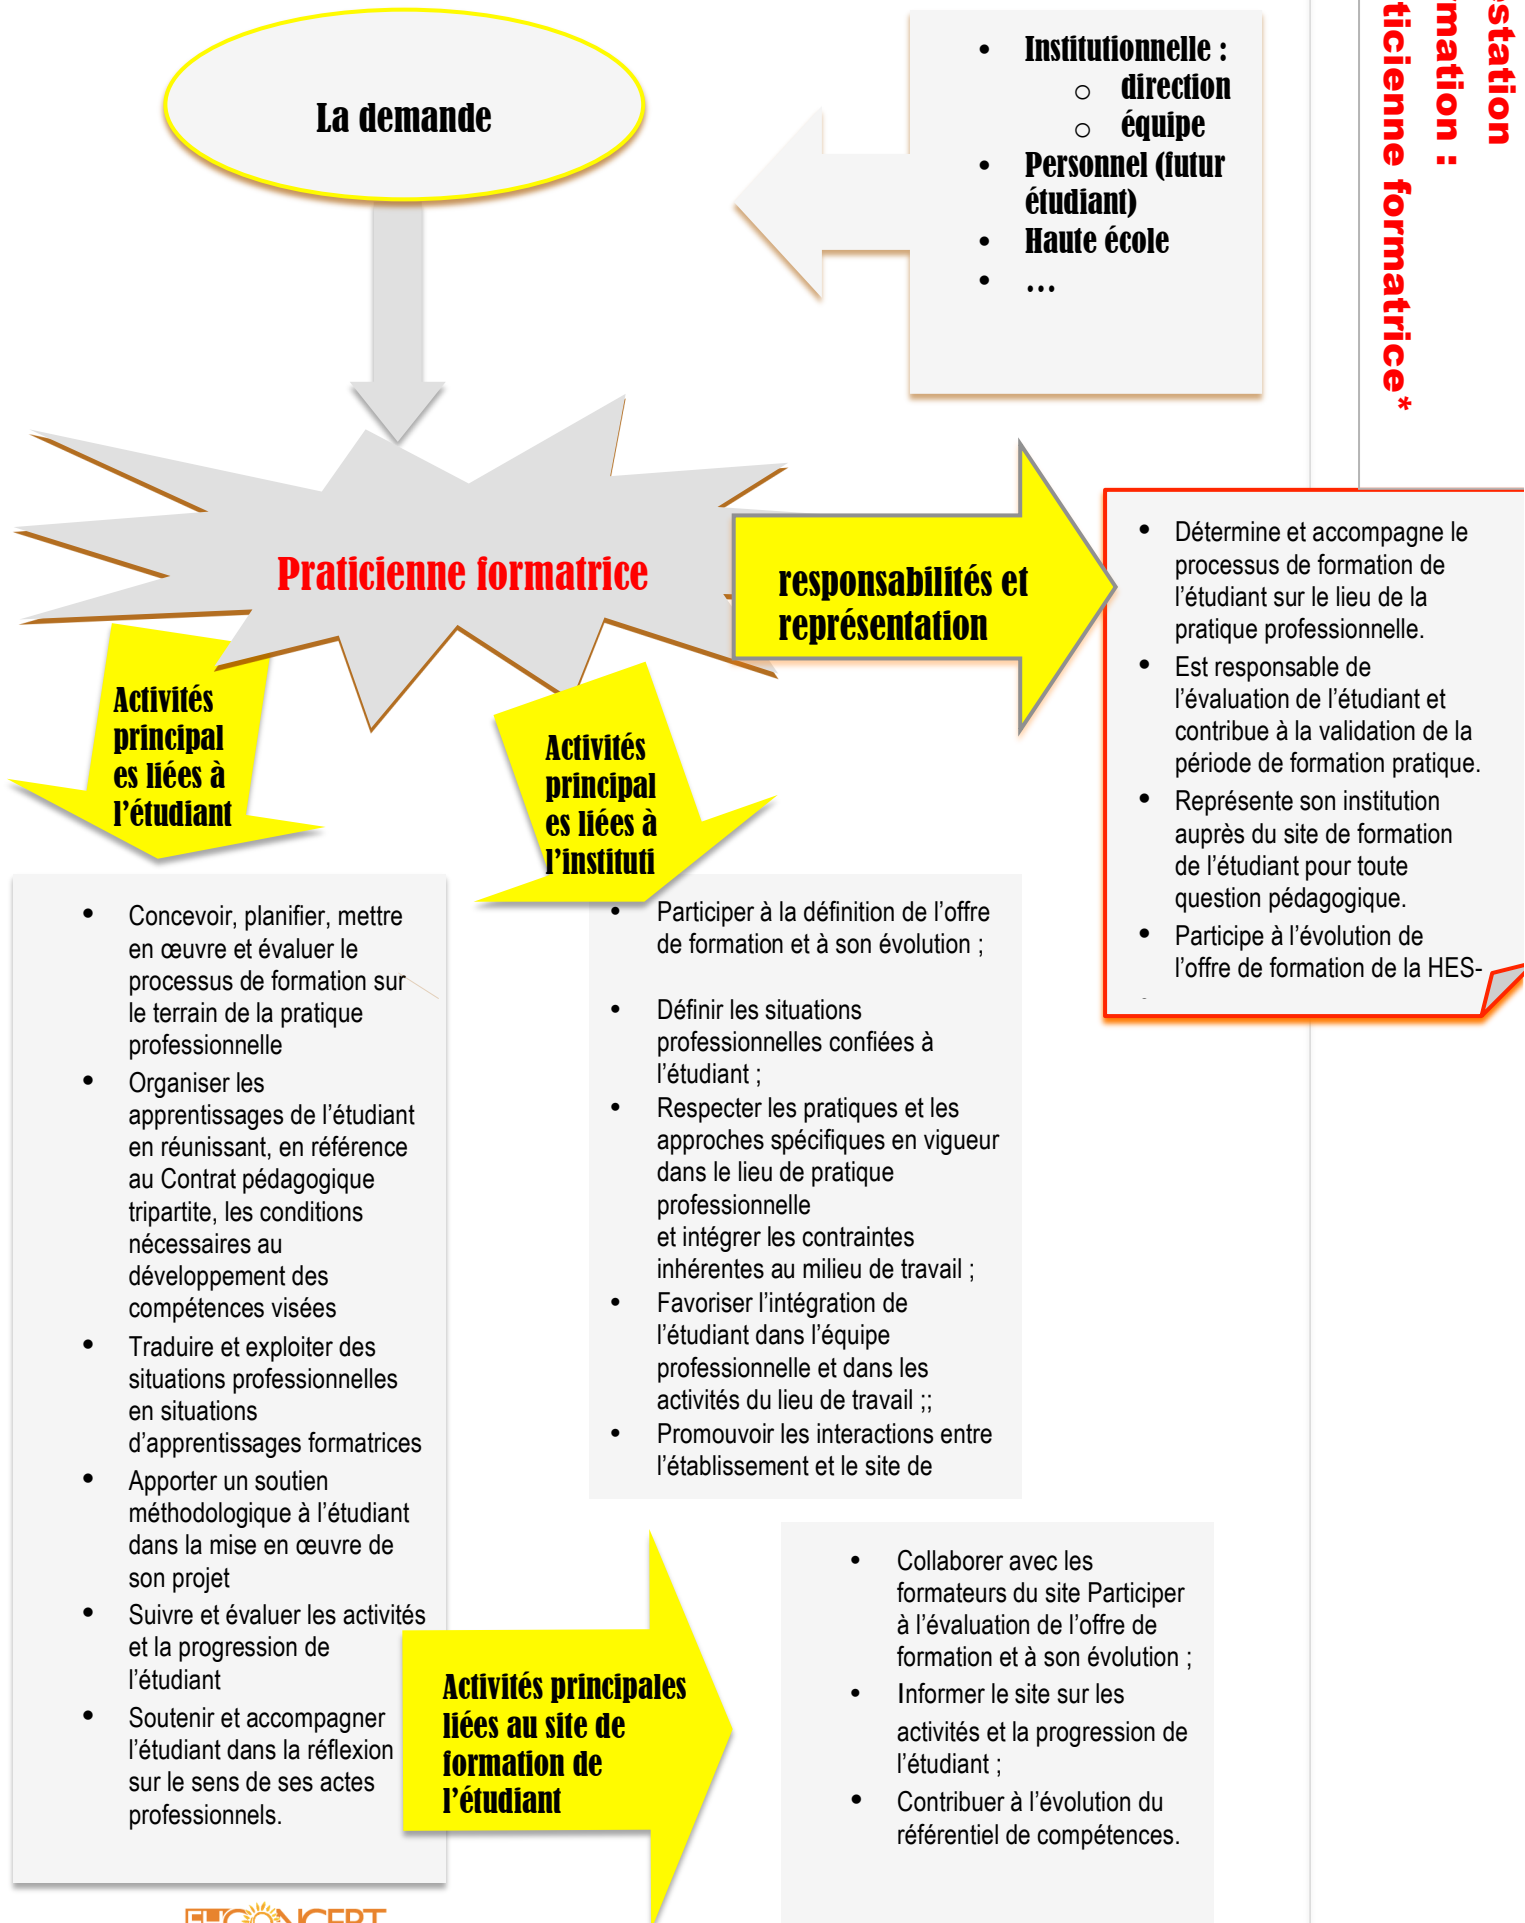 La demande
• Institutionnelle :
o direction
o équipe
• Personnel (futur
étudiant)
• Haute école
• …
formatrice*
Praticienne formatrice
responsabilités et
représentation
• Détermine et accompagne le
processus de formation de
l’étudiant sur le lieu de la
pratique professionnelle.
• Est responsable de
l’évaluation de l’étudiant et
contribue à la validation de la
période de formation pratique.
• Représente son institution
auprès du site de formation
de l’étudiant pour toute
question pédagogique.
• Participe à l’évolution de
l’offre de formation de la HES-
Activités
principal
es liées à
l’étudiant
Activités
principal
es liées à
l’instituti
• Concevoir, planifier, mettre
en œuvre et évaluer le
processus de formation sur
le terrain de la pratique
professionnelle
• Organiser les
apprentissages de l’étudiant
en réunissant, en référence
au Contrat pédagogique
tripartite, les conditions
nécessaires au
développement des
compétences visées
• Traduire et exploiter des
situations professionnelles
en situations
d’apprentissages formatrices
• Apporter un soutien
méthodologique à l’étudiant
dans la mise en œuvre de
son projet
• Suivre et évaluer les activités
et la progression de
l’étudiant
• Soutenir et accompagner
l’étudiant dans la réflexion
sur le sens de ses actes
professionnels.
• Participer à la définition de l’offre
de formation et à son évolution ;
• Définir les situations
professionnelles confiées à
l’étudiant ;
• Respecter les pratiques et les
approches spécifiques en vigueur
dans le lieu de pratique
professionnelle
et intégrer les contraintes
inhérentes au milieu de travail ;
• Favoriser l’intégration de
l’étudiant dans l’équipe
professionnelle et dans les
activités du lieu de travail ;;
• Promouvoir les interactions entre
l’établissement et le site de
Activités principales
liées au site de
formation de
l’étudiant
• Collaborer avec les
formateurs du site Participer
à l’évaluation de l’offre de
formation et à son évolution ;
• Informer le site sur les
activités et la progression de
l’étudiant ;
• Contribuer à l’évolution du
référentiel de compétences.